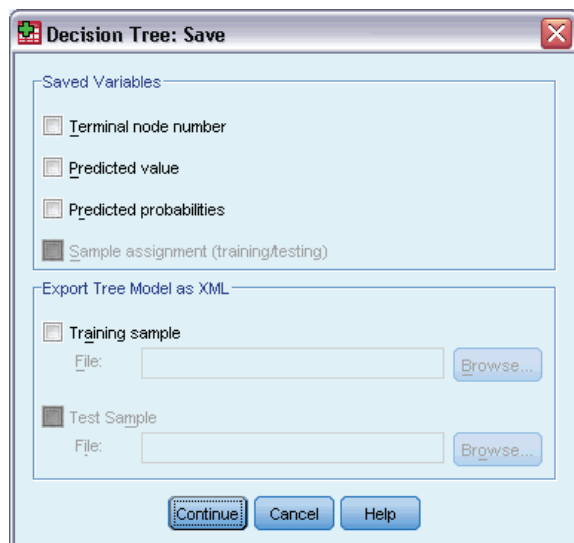 Decision Tree: Save
Saved Variables
Terminal node number
Predicted value
Predicted probabilities
Sample assignment (training/testing)
Export Tree Model as XML
Training sample
File:
Browse...
Test Sample
File:
Browse...
Continue
Cancel
Help